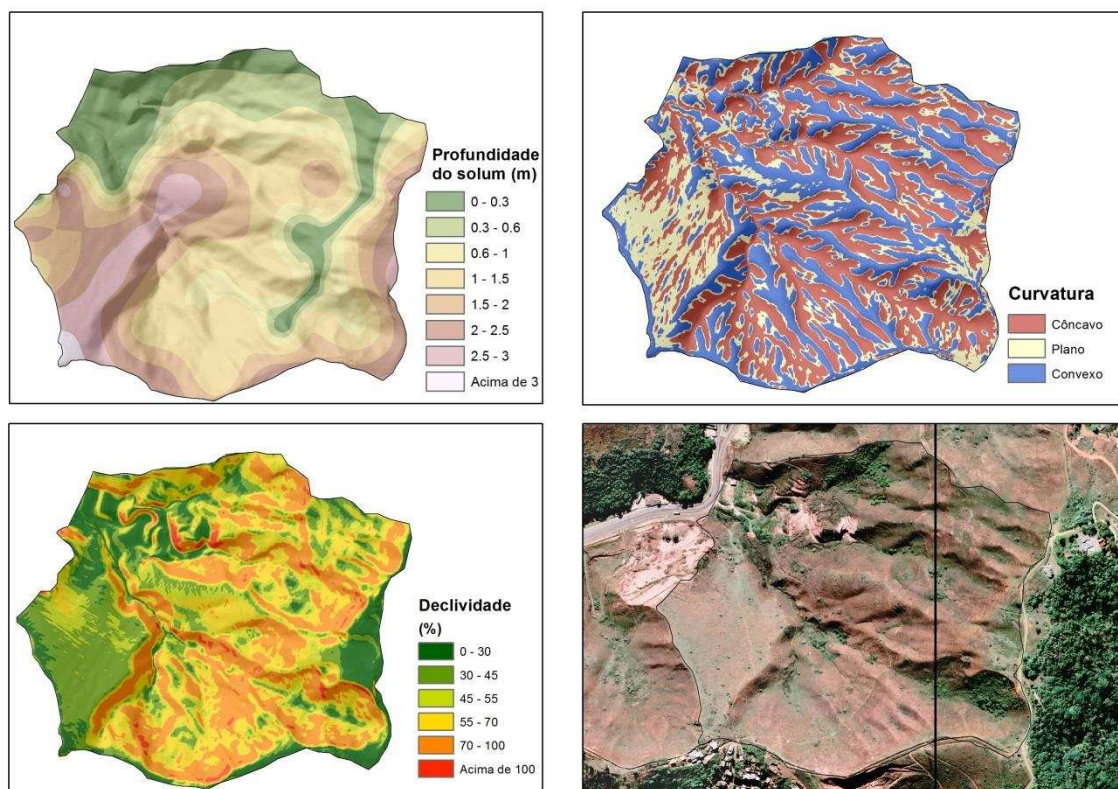 Profundidade
do solum (m)
0 - 0.3
0.3 - 0.6
0.6 - 1
1 - 1.5
1.5 - 2
2 - 2.5
2.5 - 3
Acima de 3
Curvatura
Côncavo
Plano
Convexo
Declividade
(%)
0 - 30
30 - 45
45 - 55
55 - 70
70 - 100
Acima de 100